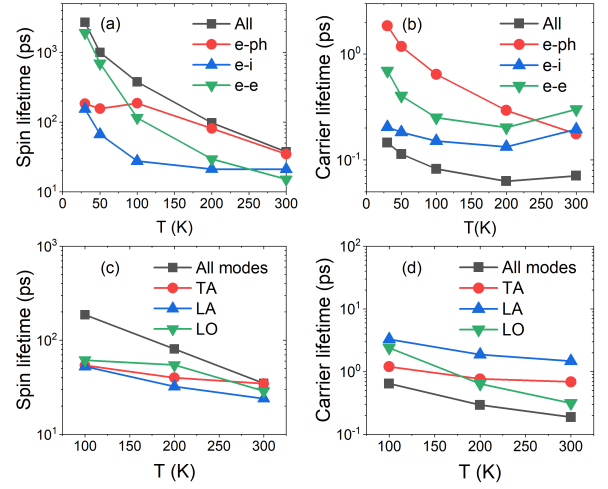 (a)
All
e-ph
e-i
e-e
Spin lifetime (ps)
10³
10²
10¹
0 50 100 150 200 250 300
T (K)
(b)
All
e-ph
e-i
e-e
Carrier lifetime (ps)
10⁰
10⁻¹
0 50 100 150 200 250 300
T(K)
(c)
All modes
TA
LA
LO
Spin lifetime (ps)
10³
10²
10¹
100 150 200 250 300
T (K)
(d)
All modes
TA
LA
LO
Carrier lifetime (ps)
10²
10¹
10⁰
10⁻¹
100 150 200 250 300
T (K)